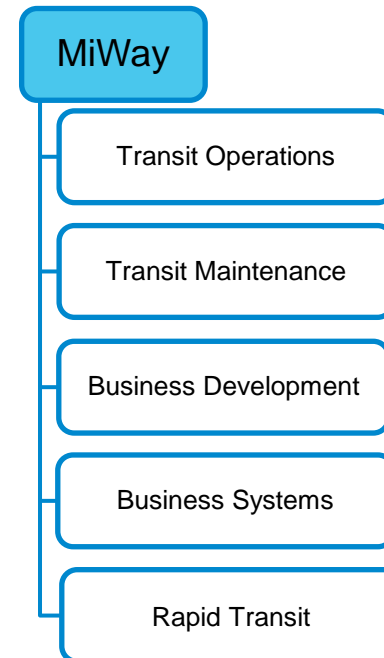 MiWay
Transit Operations
Transit Maintenance
Business Development
Business Systems
Rapid Transit